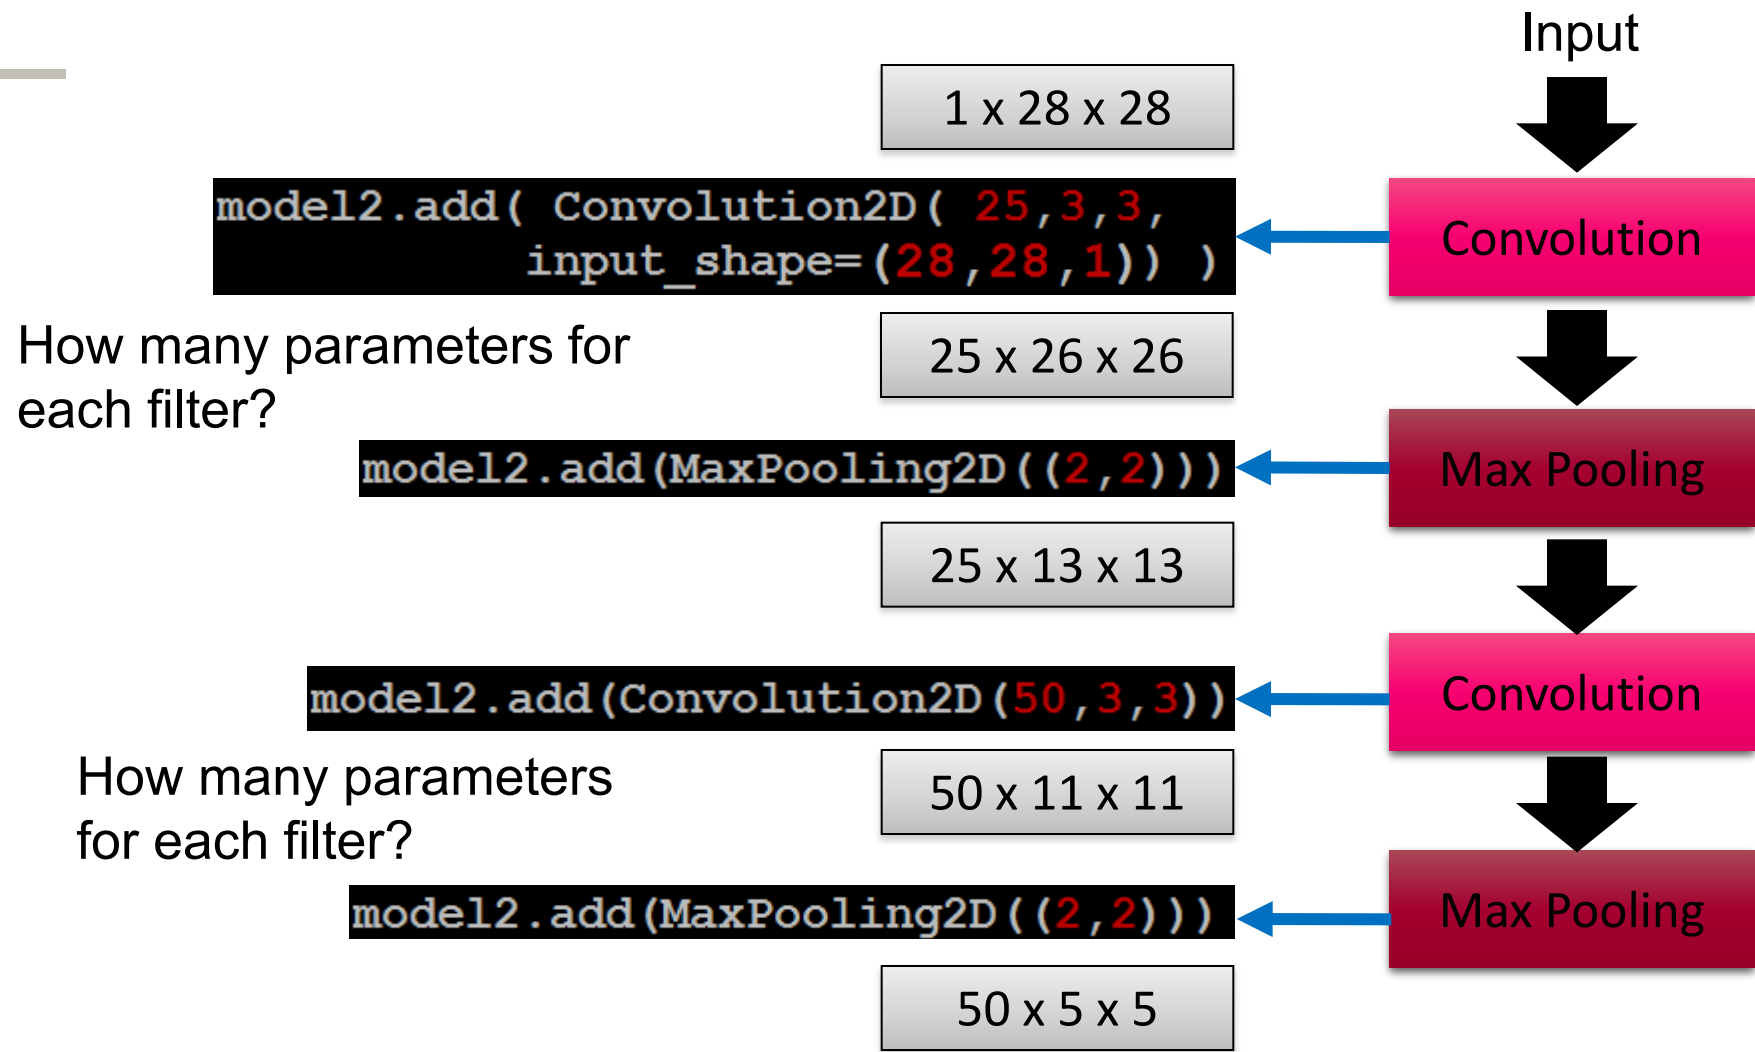 Input
1 x 28 x 28
model2.add( Convolution2D( 25,3,3,
input_shape=(28,28,1)) )
Convolution
How many parameters for
each filter?
25 x 26 x 26
model2.add(MaxPooling2D((2,2)))
Max Pooling
25 x 13 x 13
model2.add(Convolution2D(50,3,3))
Convolution
How many parameters
for each filter?
50 x 11 x 11
model2.add(MaxPooling2D((2,2)))
Max Pooling
50 x 5 x 5